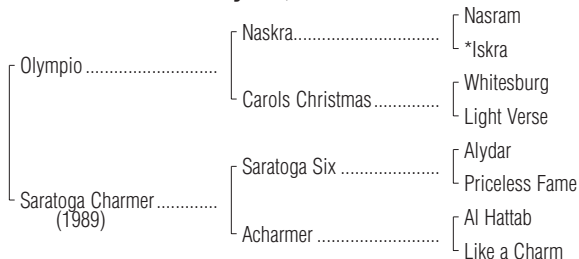 Nasram
Naskra..............................
*Iskra
Olympio ...........................
Whitesburg
Carols Christmas..............
Light Verse
Alydar
Saratoga Six .....................
Priceless Fame
Saratoga Charmer.............
(1989)
Al Hattab
Acharmer ..........................
Like a Charm